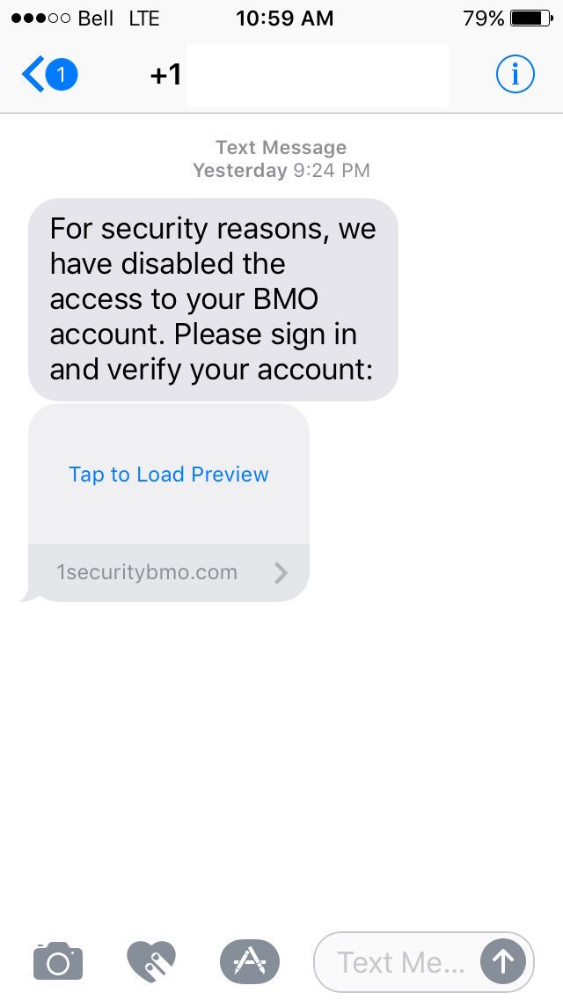 Bell LTE 10:59 AM 79%
1 +1 i
Text Message
Yesterday 9:24 PM
For security reasons, we
have disabled the
access to your BMO
account. Please sign in
and verify your account:
Tap to Load Preview
1securitybmo.com
Text Me...